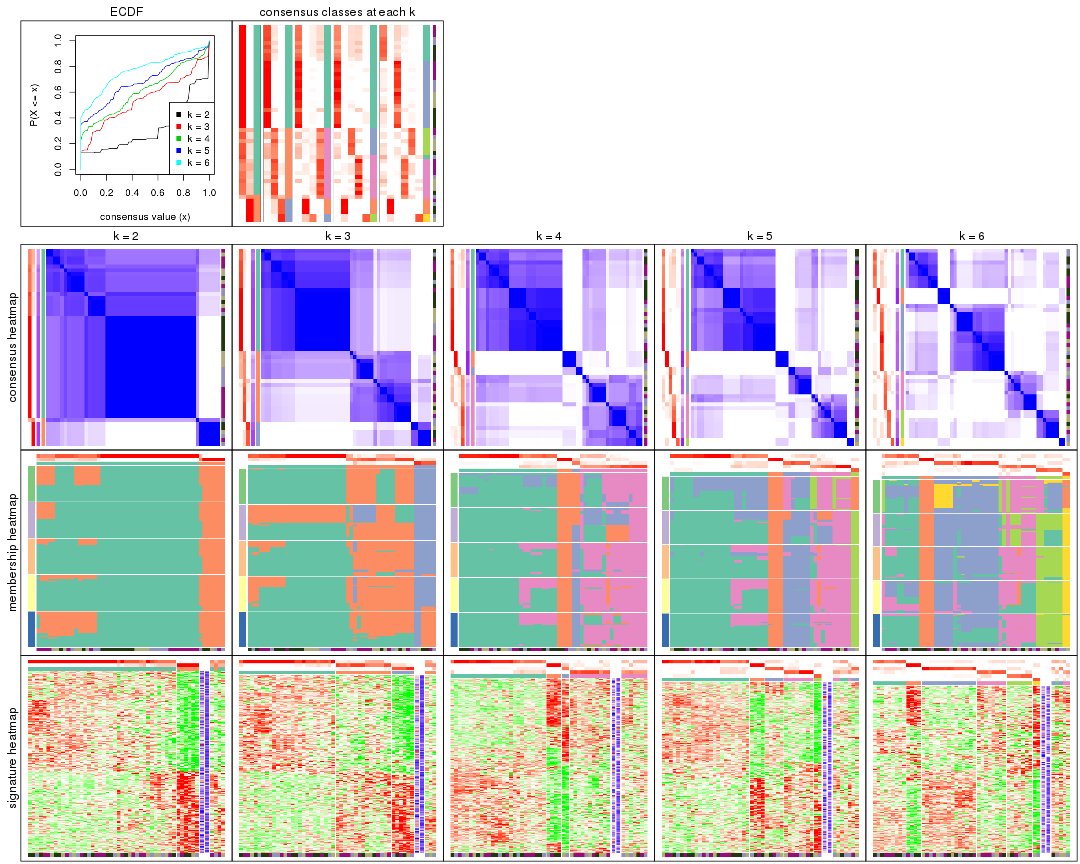 ECDF
consensus classes at each k
P(X <= x)
0.0 0.2 0.4 0.6 0.8 1.0
k = 2
k = 3
k = 4
k = 5
k = 6
0.0 0.2 0.4 0.6 0.8 1.0
consensus value (x)
k = 2
k = 3
k = 4
k = 5
k = 6
consensus heatmap
membership heatmap
signature heatmap